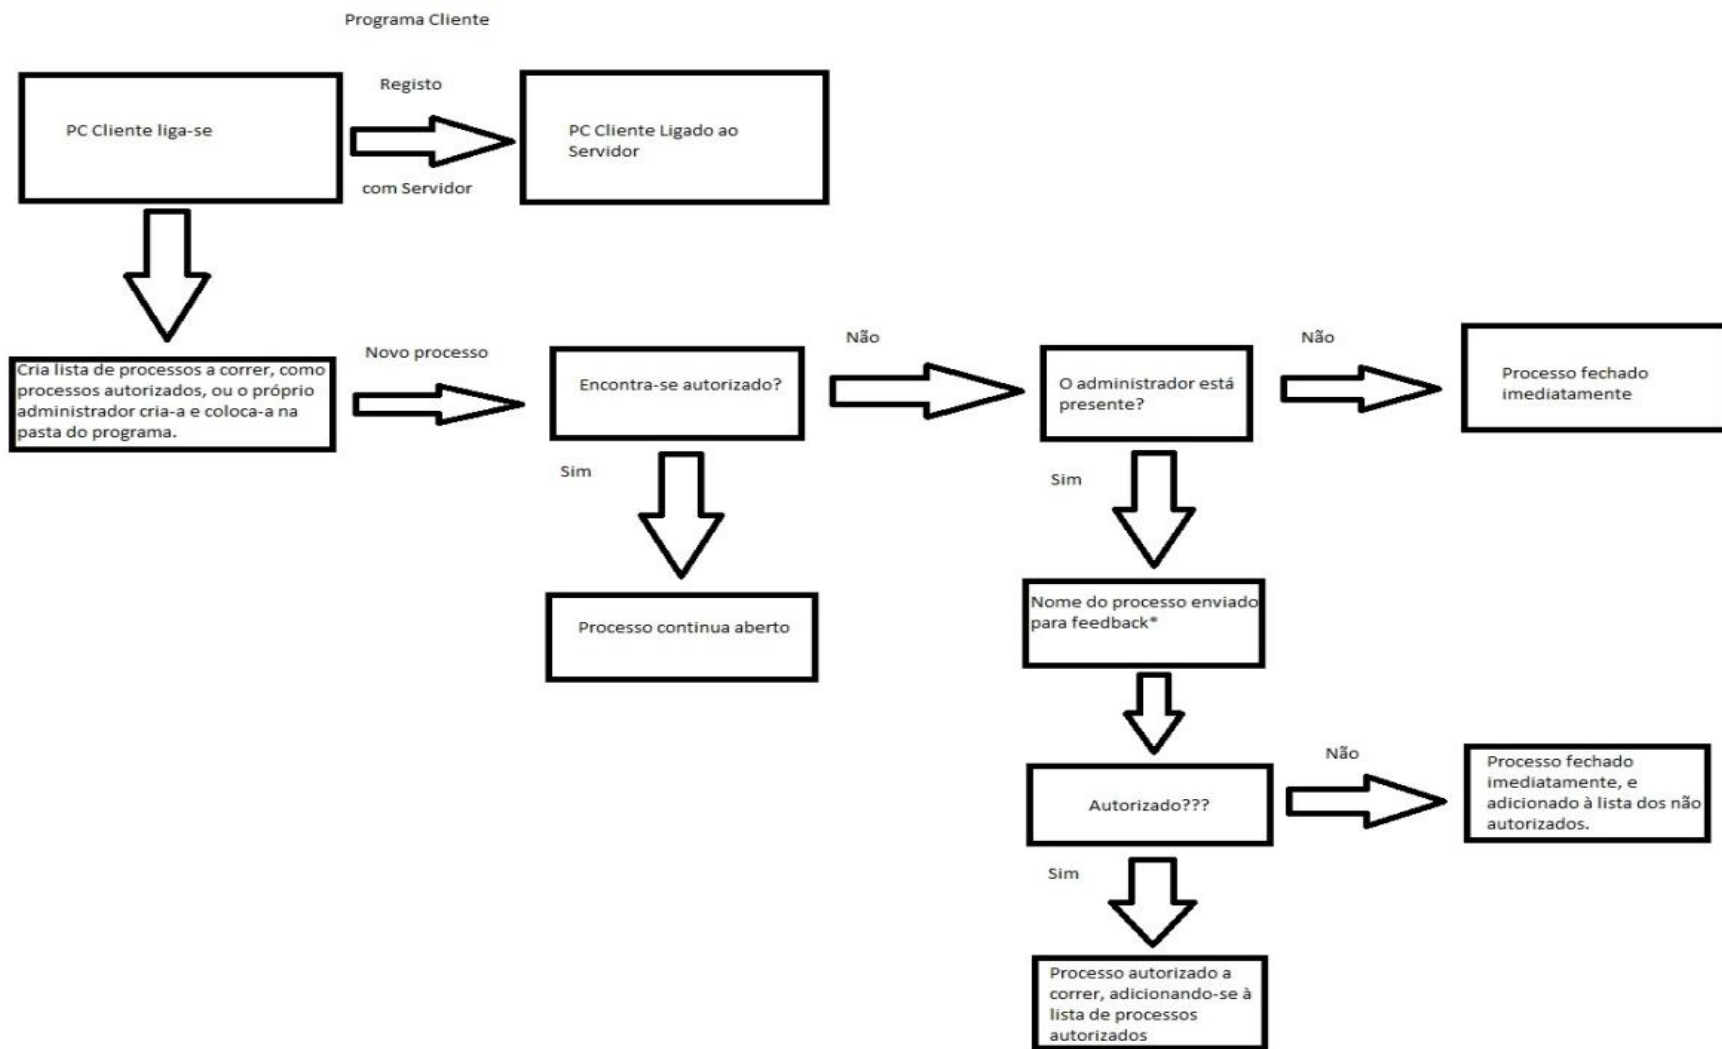 Programa Cliente
Registo
PC Cliente liga-se
PC Cliente Ligado ao
Servidor
com Servidor
Cria lista de processos a correr, como
processos autorizados, ou o próprio
administrador cria-a e coloca-a na
pasta do programa.
Novo processo
Encontra-se autorizado?
Não
O administrador está
presente?
Não
Processo fechado
imediatamente
Sim
Sim
Processo continua aberto
Nome do processo enviado
para feedback*
Autorizado???
Não
Processo fechado
imediatamente, e
adicionado à lista dos não
autorizados.
Sim
Processo autorizado a
correr, adicionando-se à
lista de processos
autorizados